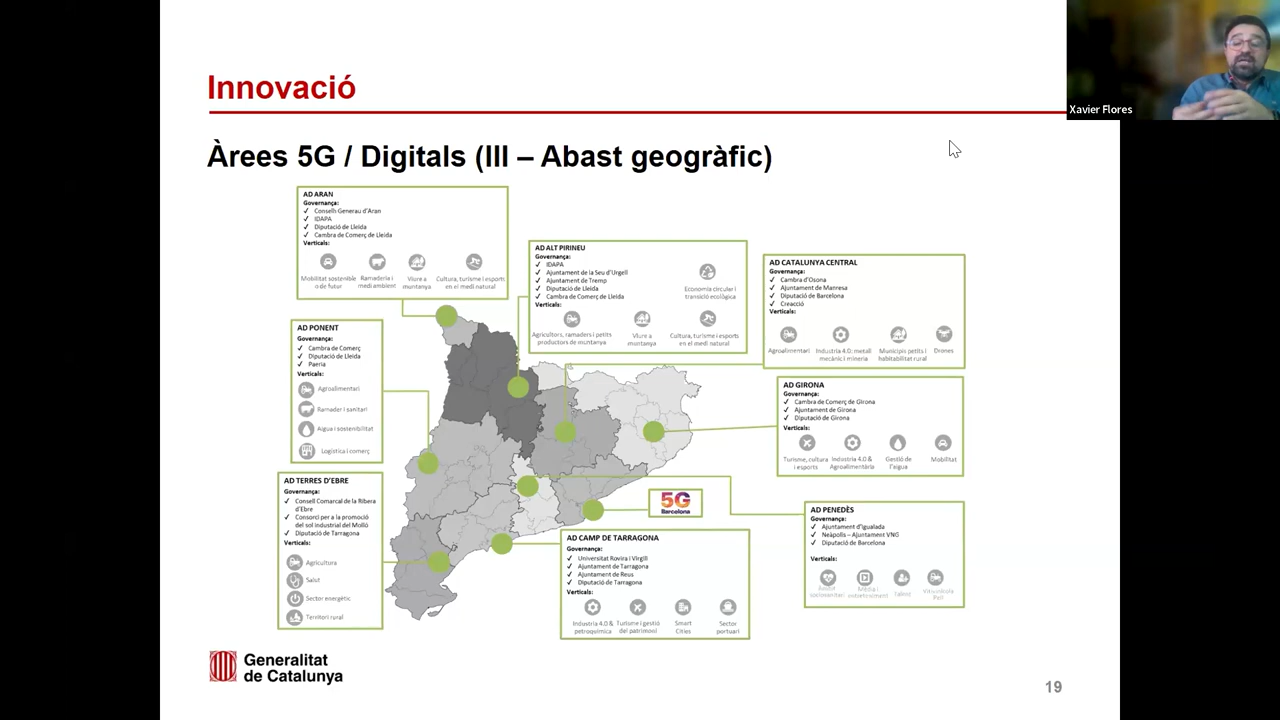 Innovació
Xavier Flores
Àrees 5G / Digitals (III – Abast geogràfic)
AD ARAN
Governança:
✓ Conselh Generau d'Aran
✓ IDAPA
✓ Diputació de Lleida
✓ Cambra de Comerç de Lleida
Verticals:
Mobilitat sostenible
o de futur
Ramaderia i
medi ambient
Viure a
muntanya
Cultura, turisme i esports
en el medi natural
AD ALT PIRINEU
Governança:
✓ IDAPA
✓ Ajuntament de la Seu d'Urgell
✓ Ajuntament de Tremp
✓ Diputació de Lleida
✓ Cambra de Comerç de Lleida
Verticals:
Economia circular i
transició ecològica
Agricultors, ramaders i petits
productors de muntanya
Viure a
muntanya
Cultura, turisme i esports
en el medi natural
AD CATALUNYA CENTRAL
Governança:
✓ Cambra d'Osona
✓ Ajuntament de Manresa
✓ Diputació de Barcelona
✓ Creacció
Verticals:
Agroalimentari
Industria 4.0: metall
mecànic i mineria
Municipis petits i
habitabilitat rural
Drones
AD PONENT
Governança:
✓ Cambra de Comerç
✓ Diputació de Lleida
✓ Paeria
Verticals:
Agroalimentari
Ramader i sanitari
Aigua i sostenibilitat
Logística i comerç
AD GIRONA
Governança:
✓ Cambra de Comerç de Girona
✓ Ajuntament de Girona
✓ Diputació de Girona
Verticals:
Turisme, cultura
i esports
Industria 4.0 &
Agroalimentària
Gestió de
l'aigua
Mobilitat
AD TERRES D'EBRE
Governança:
✓ Consell Comarcal de la Ribera
d'Ebre
✓ Consorci per a la promoció
del sol industrial del Molló
✓ Diputació de Tarragona
Verticals:
Agricultura
Salut
Sector energètic
Territori rural
5G
Barcelona
AD PENEDÈS
Governança:
✓ Ajuntament d'Igualada
✓ Neàpolis – Ajuntament VNG
✓ Diputació de Barcelona
Verticals:
Àmbit
sociosanitari
Mèdia i
entreteniment
Talent
AD CAMP DE TARRAGONA
Governança:
✓ Universitat Rovira i Virgili
✓ Ajuntament de Tarragona
✓ Ajuntament de Reus
✓ Diputació de Tarragona
Verticals:
Industria 4.0 &
petroquímica
Turisme i gestió
del patrimoni
Smart
Cities
Sector
portuari
Generalitat
de Catalunya
19